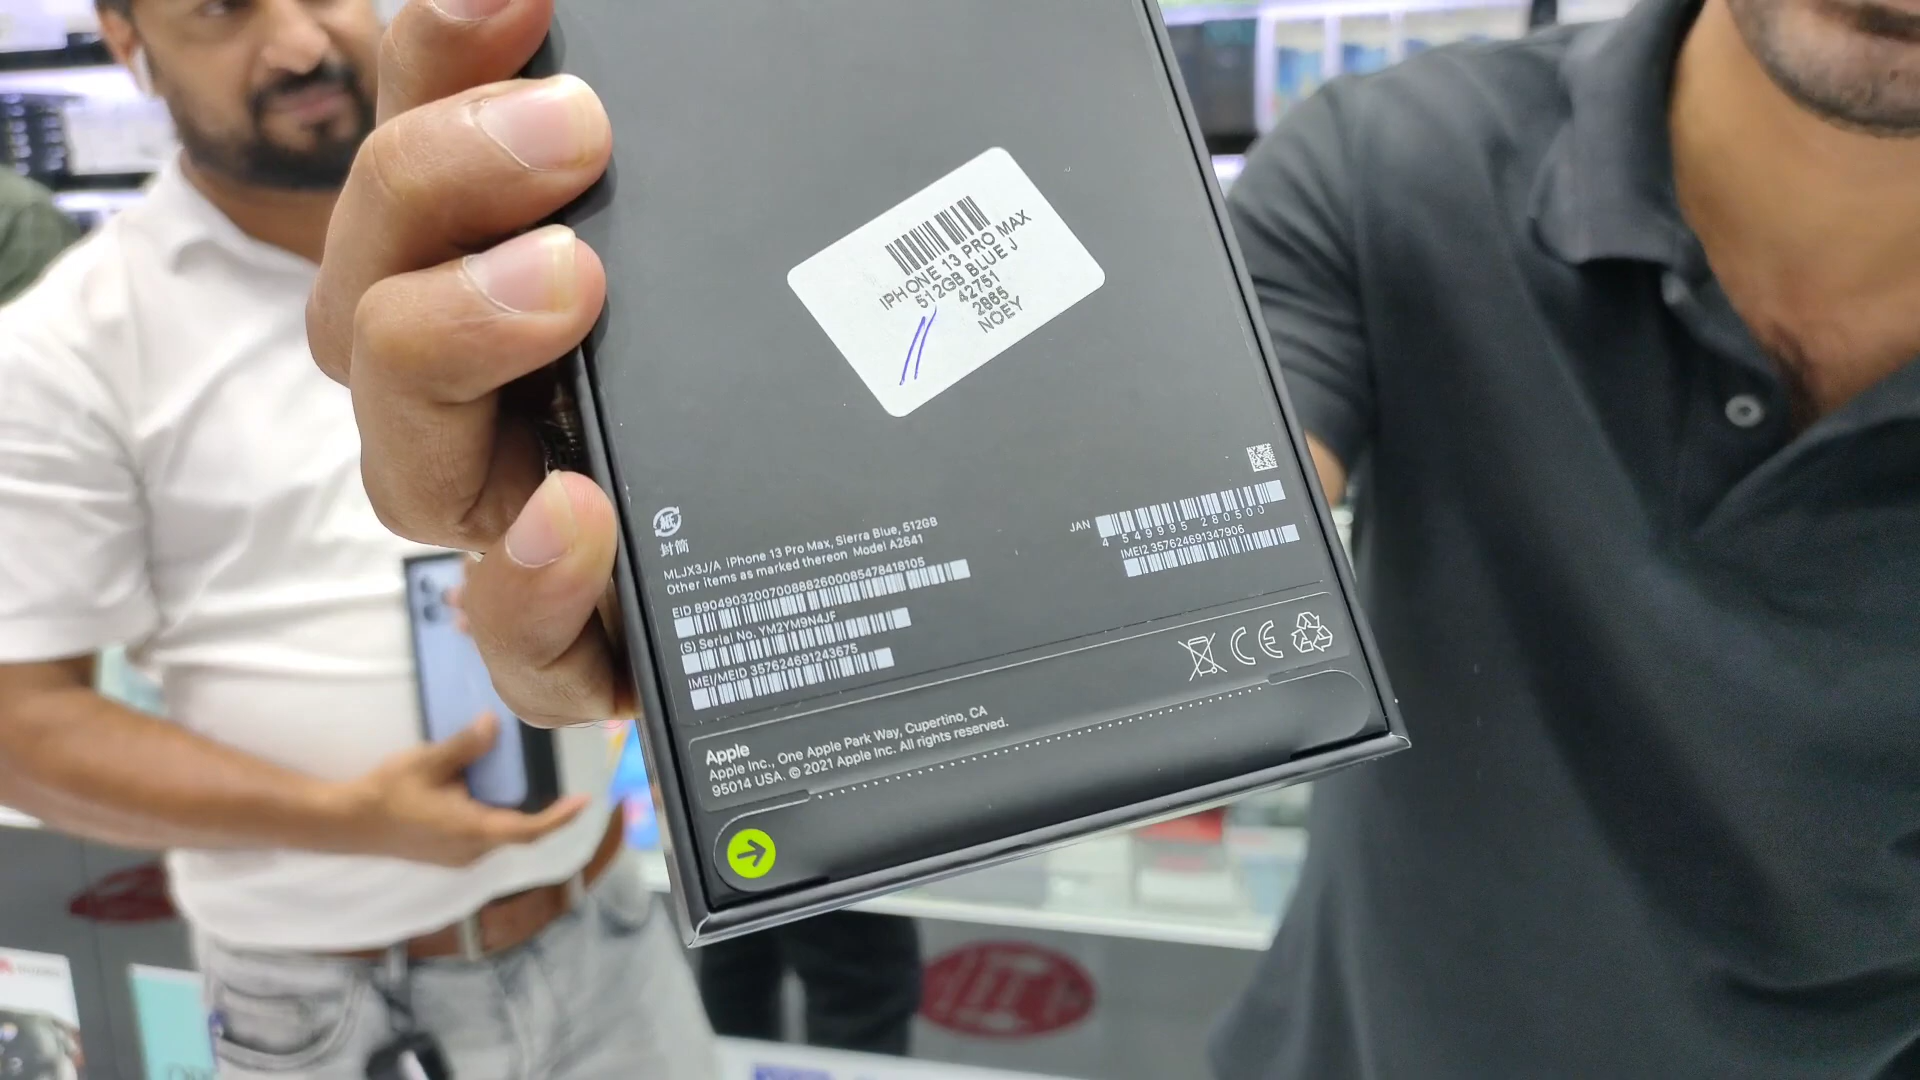 IPHONE 13 PRO MAX
512GB BLUE J
42751
2865
NOEY
封筒
MLJX3J/A iPhone 13 Pro Max, Sierra Blue, 512GB
Other items as marked thereon Model A2641
EID 89049032007008882600085478418105
(S) Serial No. YM2YM9N4JF
IMEI/MEID 357624691243675
JAN
4 549995 280500
IMEI2 357624691347906
Apple
Apple Inc., One Apple Park Way, Cupertino, CA
95014 USA. © 2021 Apple Inc. All rights reserved.